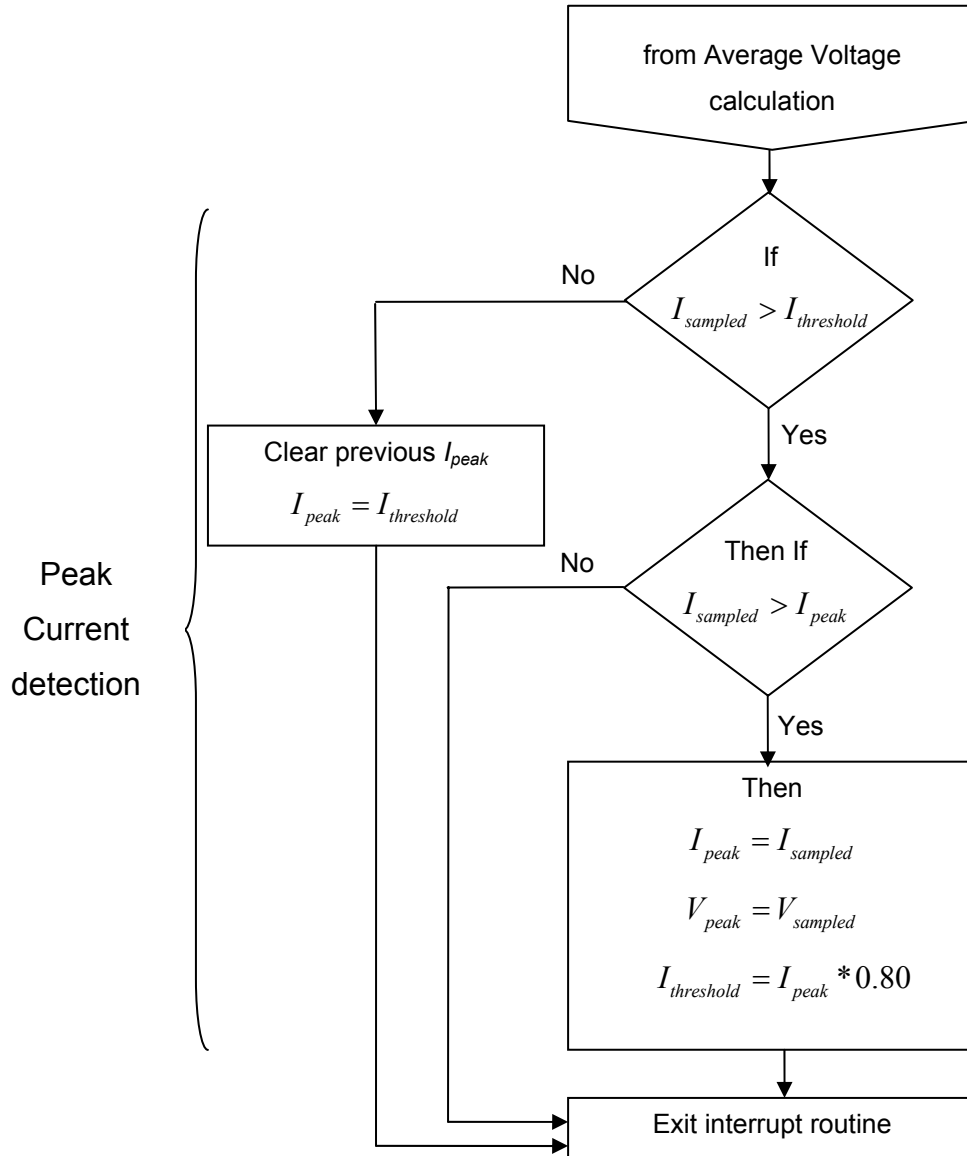 from Average Voltage
calculation
If
I_sampled > I_threshold
No
Yes
Clear previous I_peak
I_peak = I_threshold
Then If
I_sampled > I_peak
No
Yes
Peak
Current
detection
Then
I_peak = I_sampled
V_peak = V_sampled
I_threshold = I_peak * 0.80
Exit interrupt routine